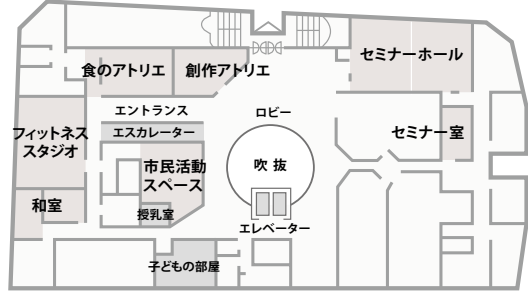 セミナーホール
食のアトリエ
創作アトリエ
エントランス
ロビー
エスカレーター
フィットネス
スタジオ
セミナー室
市民活動
スペース
吹 抜
和室
授乳室
エレベーター
子どもの部屋